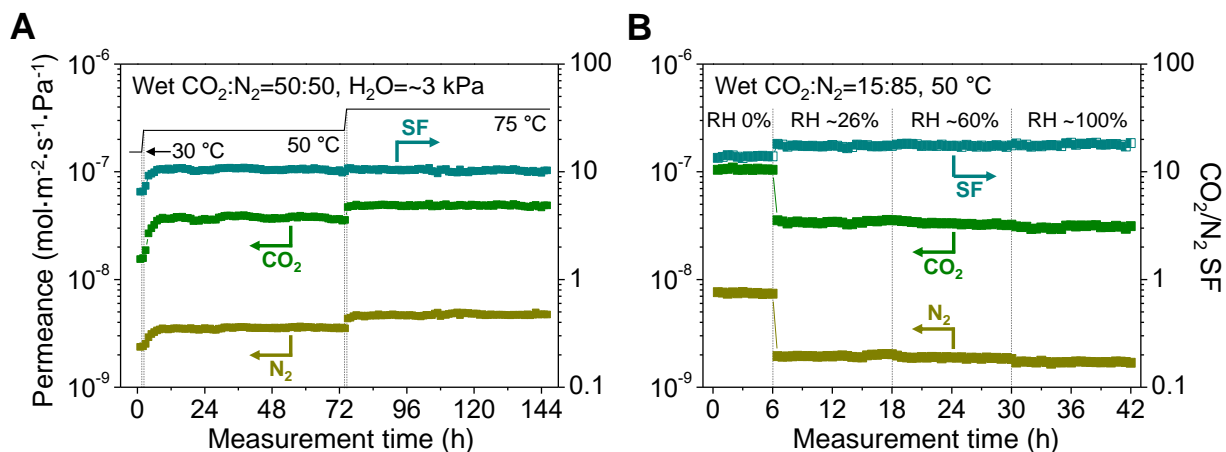 A
Wet CO₂:N₂=50:50, H₂O=~3 kPa
30 °C
50 °C
75 °C
SF
CO₂
N₂
10⁻⁶
10⁻⁷
10⁻⁸
10⁻⁹
Permeance (mol·m⁻²·s⁻¹·Pa⁻¹)
100
10
1
0.1
0 24 48 72 96 120 144
Measurement time (h)
B
Wet CO₂:N₂=15:85, 50 °C
RH 0% RH ~26% RH ~60% RH ~100%
SF
CO₂
N₂
10⁻⁶
10⁻⁷
10⁻⁸
10⁻⁹
100
10
1
0.1
CO₂/N₂ SF
0 6 12 18 24 30 36 42
Measurement time (h)